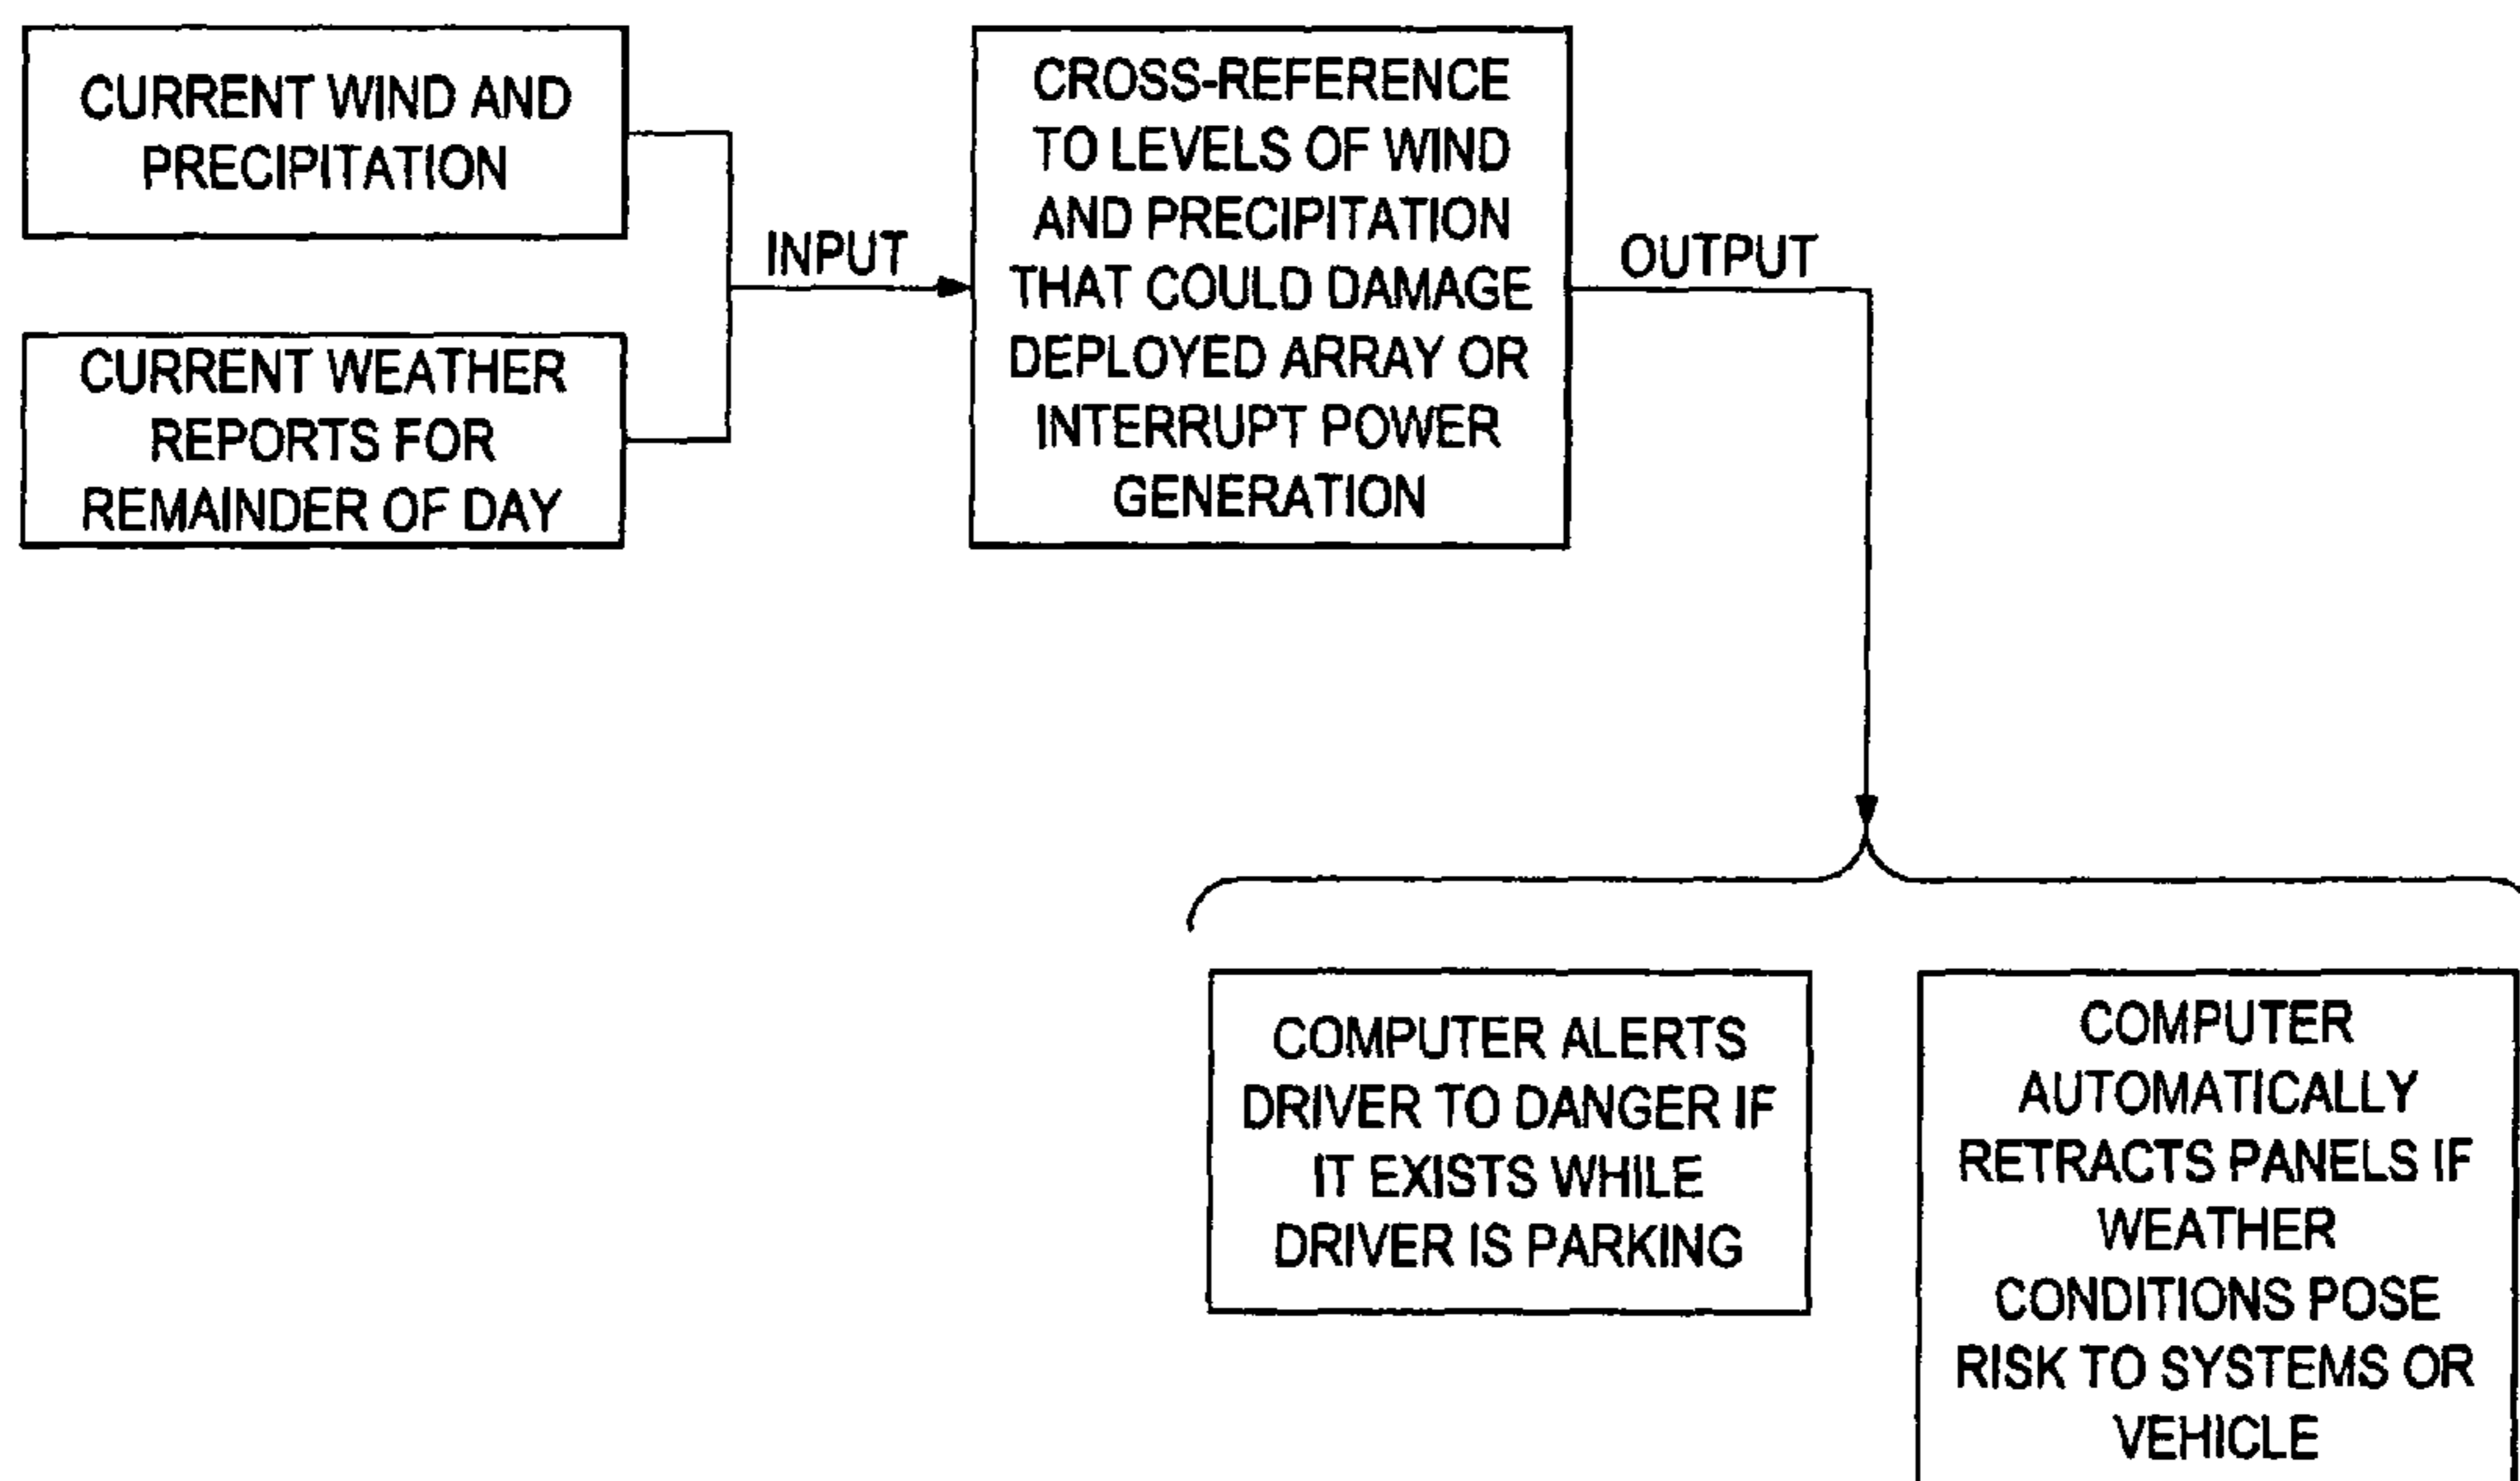 CURRENT WIND AND
PRECIPITATION
CURRENT WEATHER
REPORTS FOR
REMAINDER OF DAY
INPUT
CROSS-REFERENCE
TO LEVELS OF WIND
AND PRECIPITATION
THAT COULD DAMAGE
DEPLOYED ARRAY OR
INTERRUPT POWER
GENERATION
OUTPUT
COMPUTER ALERTS
DRIVER TO DANGER IF
IT EXISTS WHILE
DRIVER IS PARKING
COMPUTER
AUTOMATICALLY
RETRACTS PANELS IF
WEATHER
CONDITIONS POSE
RISK TO SYSTEMS OR
VEHICLE